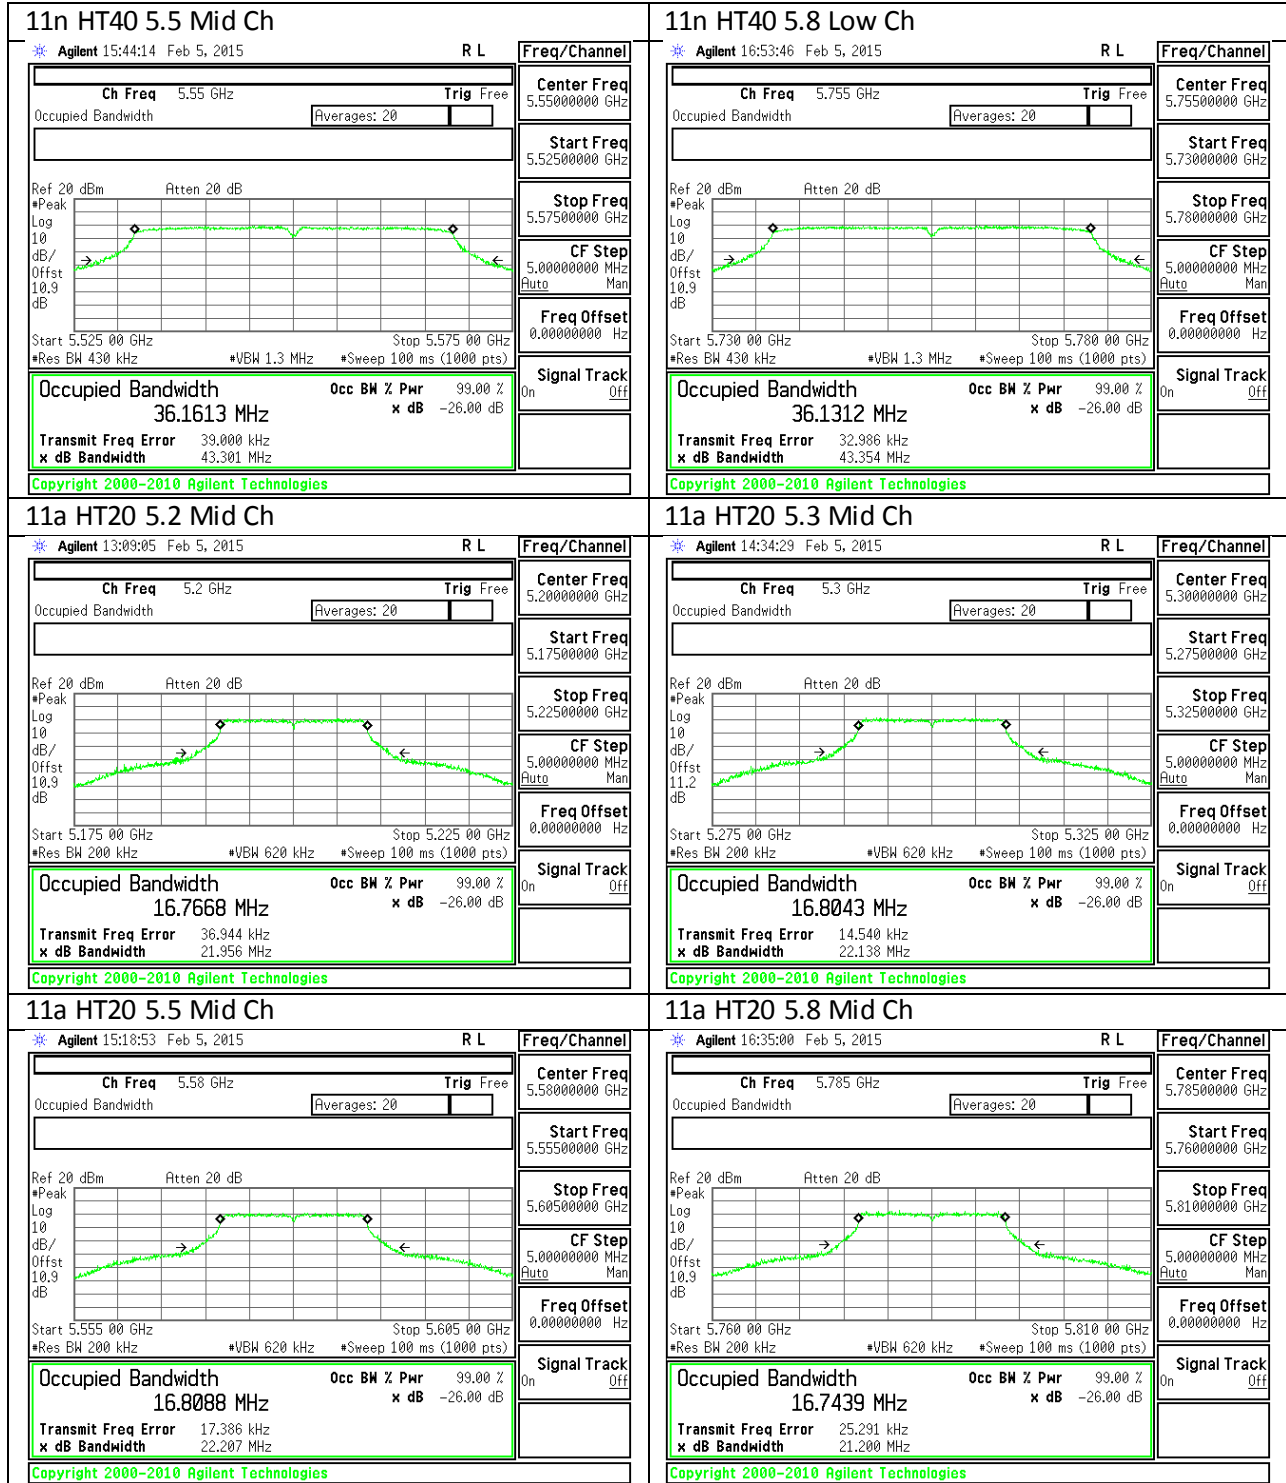 11n HT40 5.5 Mid Ch
Agilent 15:44:14 Feb 5, 2015 R L
Freq/Channel
Ch Freq 5.55 GHz Trig Free
Occupied Bandwidth Averages: 20
Center Freq
5.55000000 GHz
Start Freq
5.52500000 GHz
Stop Freq
5.57500000 GHz
CF Step
5.00000000 MHz
Auto Man
Freq Offset
0.00000000 Hz
Signal Track
On Off
Ref 20 dBm Atten 20 dB
#Peak
Log
10
dB/
Offst
10.9
dB
Start 5.525 00 GHz Stop 5.575 00 GHz
#Res BW 430 kHz #VBW 1.3 MHz #Sweep 100 ms (1000 pts)
Occupied Bandwidth Occ BW % Pwr 99.00 %
36.1613 MHz x dB -26.00 dB
Transmit Freq Error 39.000 kHz
x dB Bandwidth 43.301 MHz
Copyright 2000-2010 Agilent Technologies
11n HT40 5.8 Low Ch
Agilent 16:53:46 Feb 5, 2015 R L
Freq/Channel
Ch Freq 5.755 GHz Trig Free
Occupied Bandwidth Averages: 20
Center Freq
5.75500000 GHz
Start Freq
5.73000000 GHz
Stop Freq
5.78000000 GHz
CF Step
5.00000000 MHz
Auto Man
Freq Offset
0.00000000 Hz
Signal Track
On Off
Ref 20 dBm Atten 20 dB
#Peak
Log
10
dB/
Offst
10.9
dB
Start 5.730 00 GHz Stop 5.780 00 GHz
#Res BW 430 kHz #VBW 1.3 MHz #Sweep 100 ms (1000 pts)
Occupied Bandwidth Occ BW % Pwr 99.00 %
36.1312 MHz x dB -26.00 dB
Transmit Freq Error 32.986 kHz
x dB Bandwidth 43.354 MHz
Copyright 2000-2010 Agilent Technologies
11a HT20 5.2 Mid Ch
Agilent 13:09:05 Feb 5, 2015 R L
Freq/Channel
Ch Freq 5.2 GHz Trig Free
Occupied Bandwidth Averages: 20
Center Freq
5.20000000 GHz
Start Freq
5.17500000 GHz
Stop Freq
5.22500000 GHz
CF Step
5.00000000 MHz
Auto Man
Freq Offset
0.00000000 Hz
Signal Track
On Off
Ref 20 dBm Atten 20 dB
#Peak
Log
10
dB/
Offst
10.9
dB
Start 5.175 00 GHz Stop 5.225 00 GHz
#Res BW 200 kHz #VBW 620 kHz #Sweep 100 ms (1000 pts)
Occupied Bandwidth Occ BW % Pwr 99.00 %
16.7668 MHz x dB -26.00 dB
Transmit Freq Error 36.944 kHz
x dB Bandwidth 21.956 MHz
Copyright 2000-2010 Agilent Technologies
11a HT20 5.3 Mid Ch
Agilent 14:34:29 Feb 5, 2015 R L
Freq/Channel
Ch Freq 5.3 GHz Trig Free
Occupied Bandwidth Averages: 20
Center Freq
5.30000000 GHz
Start Freq
5.27500000 GHz
Stop Freq
5.32500000 GHz
CF Step
5.00000000 MHz
Auto Man
Freq Offset
0.00000000 Hz
Signal Track
On Off
Ref 20 dBm Atten 20 dB
#Peak
Log
10
dB/
Offst
11.2
dB
Start 5.275 00 GHz Stop 5.325 00 GHz
#Res BW 200 kHz #VBW 620 kHz #Sweep 100 ms (1000 pts)
Occupied Bandwidth Occ BW % Pwr 99.00 %
16.8043 MHz x dB -26.00 dB
Transmit Freq Error 14.540 kHz
x dB Bandwidth 22.138 MHz
Copyright 2000-2010 Agilent Technologies
11a HT20 5.5 Mid Ch
Agilent 15:18:53 Feb 5, 2015 R L
Freq/Channel
Ch Freq 5.58 GHz Trig Free
Occupied Bandwidth Averages: 20
Center Freq
5.58000000 GHz
Start Freq
5.55500000 GHz
Stop Freq
5.60500000 GHz
CF Step
5.00000000 MHz
Auto Man
Freq Offset
0.00000000 Hz
Signal Track
On Off
Ref 20 dBm Atten 20 dB
#Peak
Log
10
dB/
Offst
10.9
dB
Start 5.555 00 GHz Stop 5.605 00 GHz
#Res BW 200 kHz #VBW 620 kHz #Sweep 100 ms (1000 pts)
Occupied Bandwidth Occ BW % Pwr 99.00 %
16.8088 MHz x dB -26.00 dB
Transmit Freq Error 17.386 kHz
x dB Bandwidth 22.207 MHz
Copyright 2000-2010 Agilent Technologies
11a HT20 5.8 Mid Ch
Agilent 16:35:00 Feb 5, 2015 R L
Freq/Channel
Ch Freq 5.785 GHz Trig Free
Occupied Bandwidth Averages: 20
Center Freq
5.78500000 GHz
Start Freq
5.76000000 GHz
Stop Freq
5.81000000 GHz
CF Step
5.00000000 MHz
Auto Man
Freq Offset
0.00000000 Hz
Signal Track
On Off
Ref 20 dBm Atten 20 dB
#Peak
Log
10
dB/
Offst
10.9
dB
Start 5.760 00 GHz Stop 5.810 00 GHz
#Res BW 200 kHz #VBW 620 kHz #Sweep 100 ms (1000 pts)
Occupied Bandwidth Occ BW % Pwr 99.00 %
16.7439 MHz x dB -26.00 dB
Transmit Freq Error 25.291 kHz
x dB Bandwidth 21.200 MHz
Copyright 2000-2010 Agilent Technologies